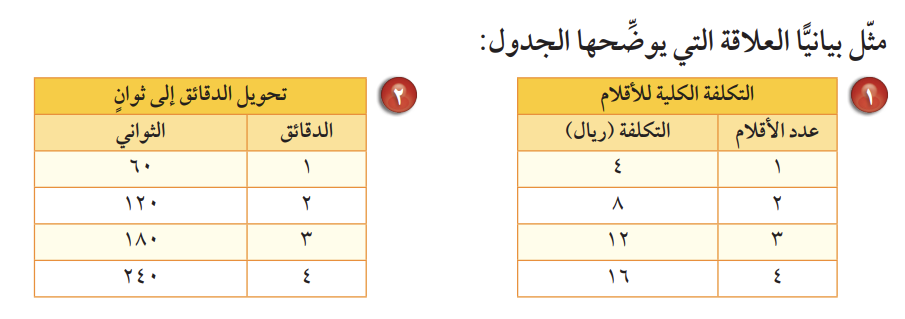 مثّل بيانيًّا العلاقة التي يوضِّحها الجدول:
١
التكلفة الكلية للأقلام
عدد الأقلام التكلفة (ريال)
١ ٤
٢ ٨
٣ ١٢
٤ ١٦
٢
تحويل الدقائق إلى ثوانٍ
الدقائق الثواني
١ ٦٠
٢ ١٢٠
٣ ١٨٠
٤ ٢٤٠